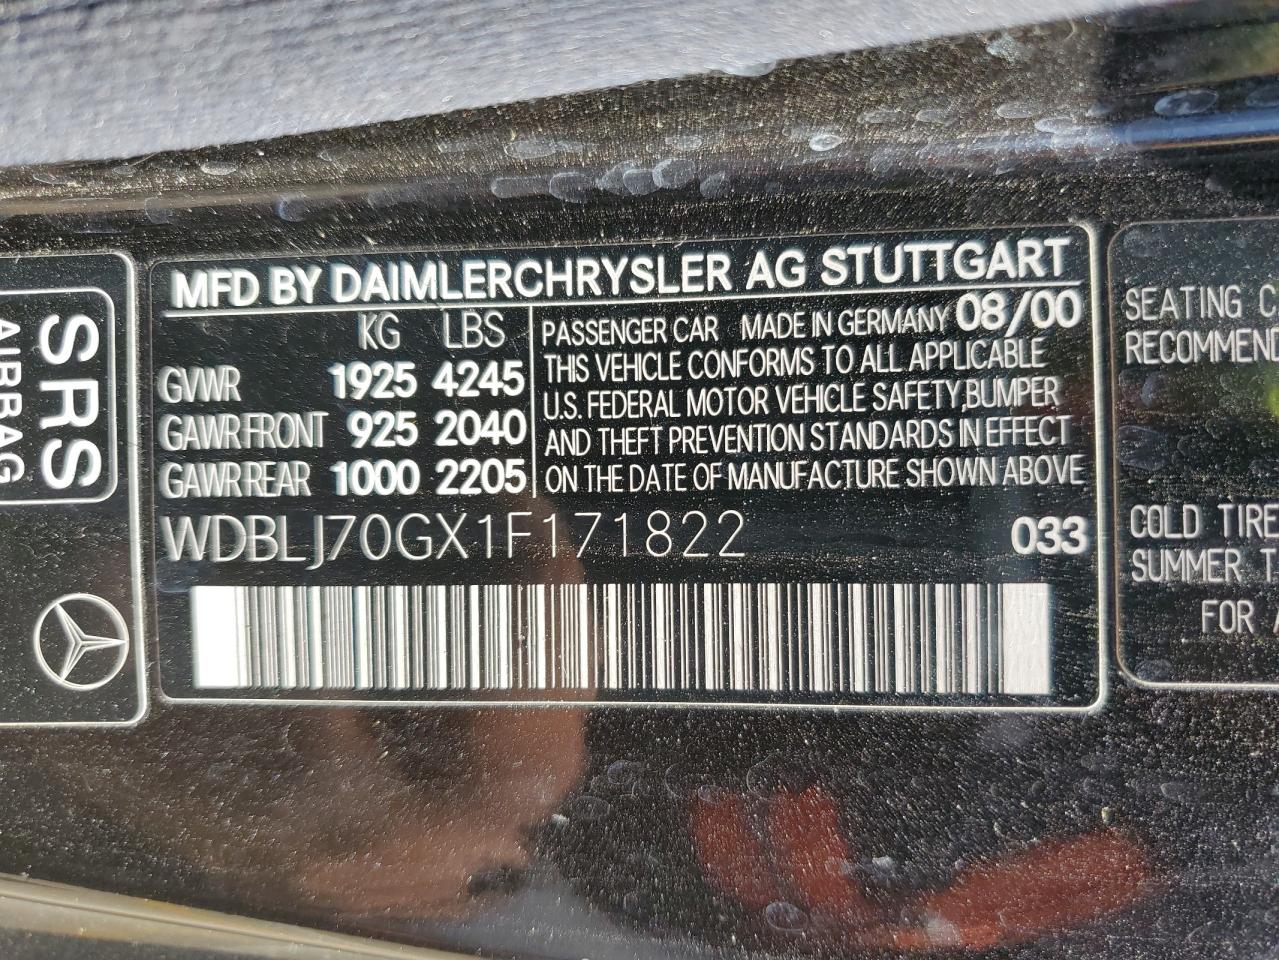 SRS
AIRBAG
MFD BY DAIMLERCHRYSLER AG STUTTGART
KG LBS
GVWR 1925 4245
GAWR FRONT 925 2040
GAWR REAR 1000 2205
PASSENGER CAR MADE IN GERMANY 08/00
THIS VEHICLE CONFORMS TO ALL APPLICABLE
U.S. FEDERAL MOTOR VEHICLE SAFETY,BUMPER
AND THEFT PREVENTION STANDARDS IN EFFECT
ON THE DATE OF MANUFACTURE SHOWN ABOVE
WDBLJ70GX1F171822 033
SEATING C
RECOMMEND
COLD TIRE
SUMMER T
FOR